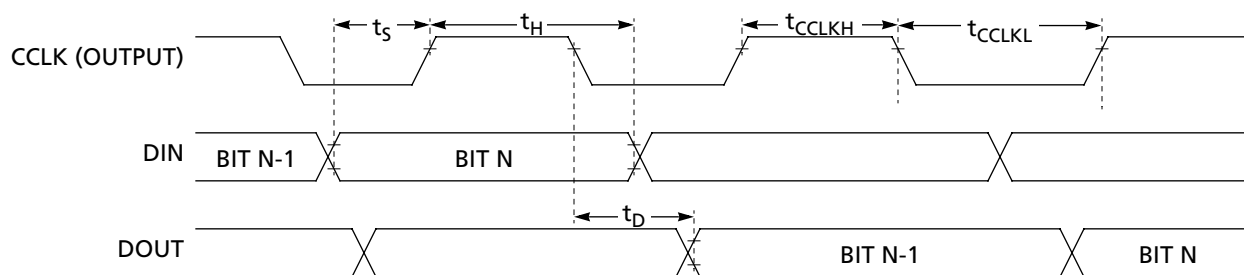 tS tH tCCLKH tCCLKL
CCLK (OUTPUT)
DIN BIT N-1 BIT N
tD
DOUT BIT N-1 BIT N